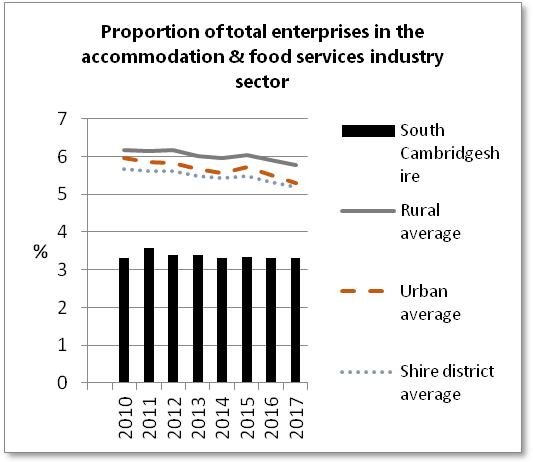 Proportion of total enterprises in the
accommodation & food services industry
sector
7
6
5
4
3
2
1
0
%
2010
2011
2012
2013
2014
2015
2016
2017
South
Cambridgesh
ire
Rural
average
Urban
average
Shire district
average